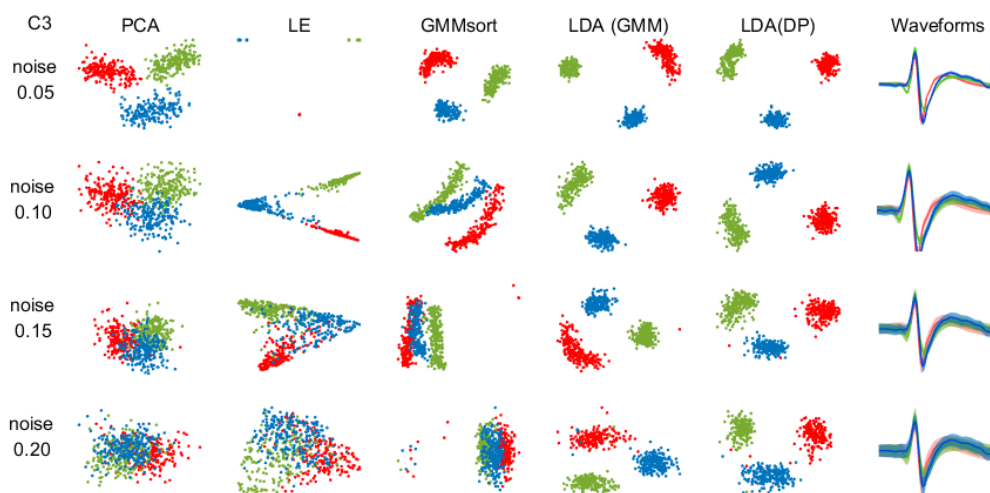 C3 PCA LE GMMsort LDA (GMM) LDA(DP) Waveforms
noise
0.05
noise
0.10
noise
0.15
noise
0.20